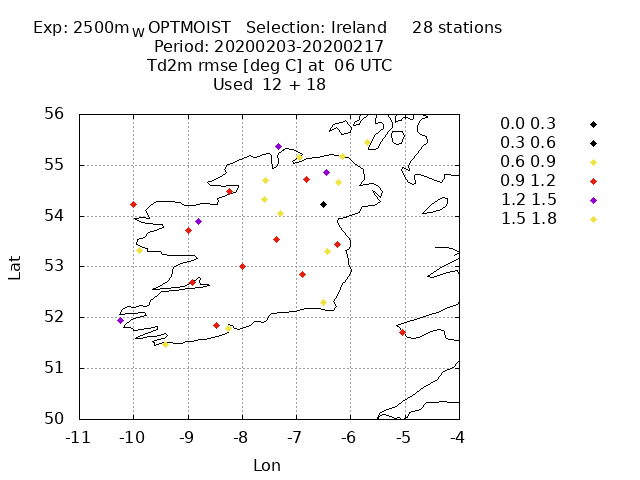 Exp: 2500m_W OPTMOIST Selection: Ireland 28 stations
Period: 20200203-20200217
Td2m rmse [deg C] at 06 UTC
Used 12 + 18
56
55
54
53
52
51
50
-11 -10 -9 -8 -7 -6 -5 -4
Lat
Lon
0.0 0.3
0.3 0.6
0.6 0.9
0.9 1.2
1.2 1.5
1.5 1.8